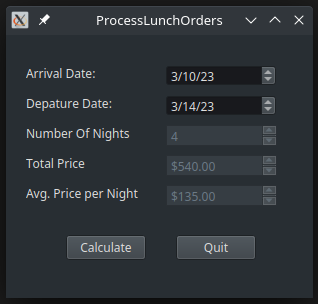 ProcessLunchOrders
Arrival Date: 3/10/23
Depature Date: 3/14/23
Number Of Nights 4
Total Price $540.00
Avg. Price per Night $135.00
Calculate Quit